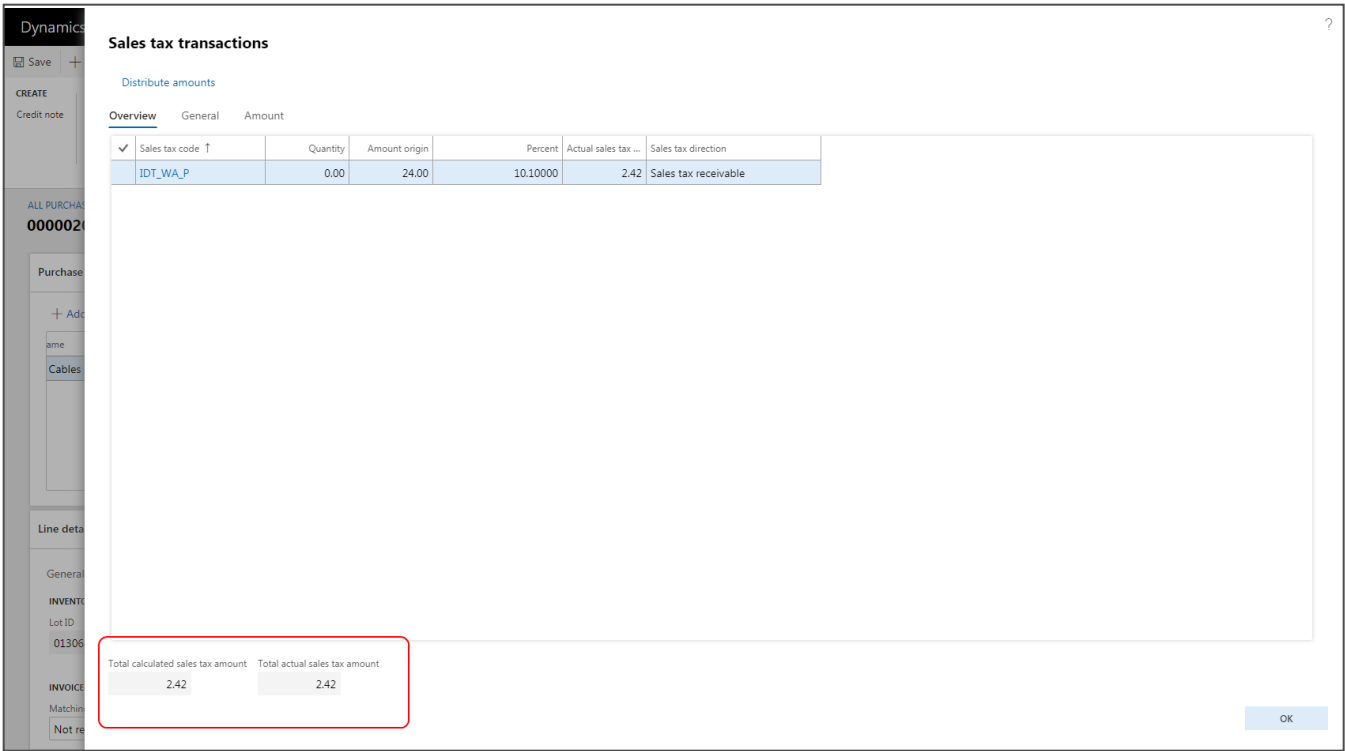 Dynamics
?
Sales tax transactions
Save
Distribute amounts
CREATE
Credit note
Overview General Amount
Sales tax code ↑ Quantity Amount origin Percent Actual sales tax ... Sales tax direction
IDT_WA_P 0.00 24.00 10.10000 2.42 Sales tax receivable
ALL PURCHAS
000002
Purchase
+ Add
ame
Cables
Line deta
General
INVENTO
Lot ID
01306
Total calculated sales tax amount Total actual sales tax amount
2.42 2.42
INVOICE
Matchin
Not re
OK